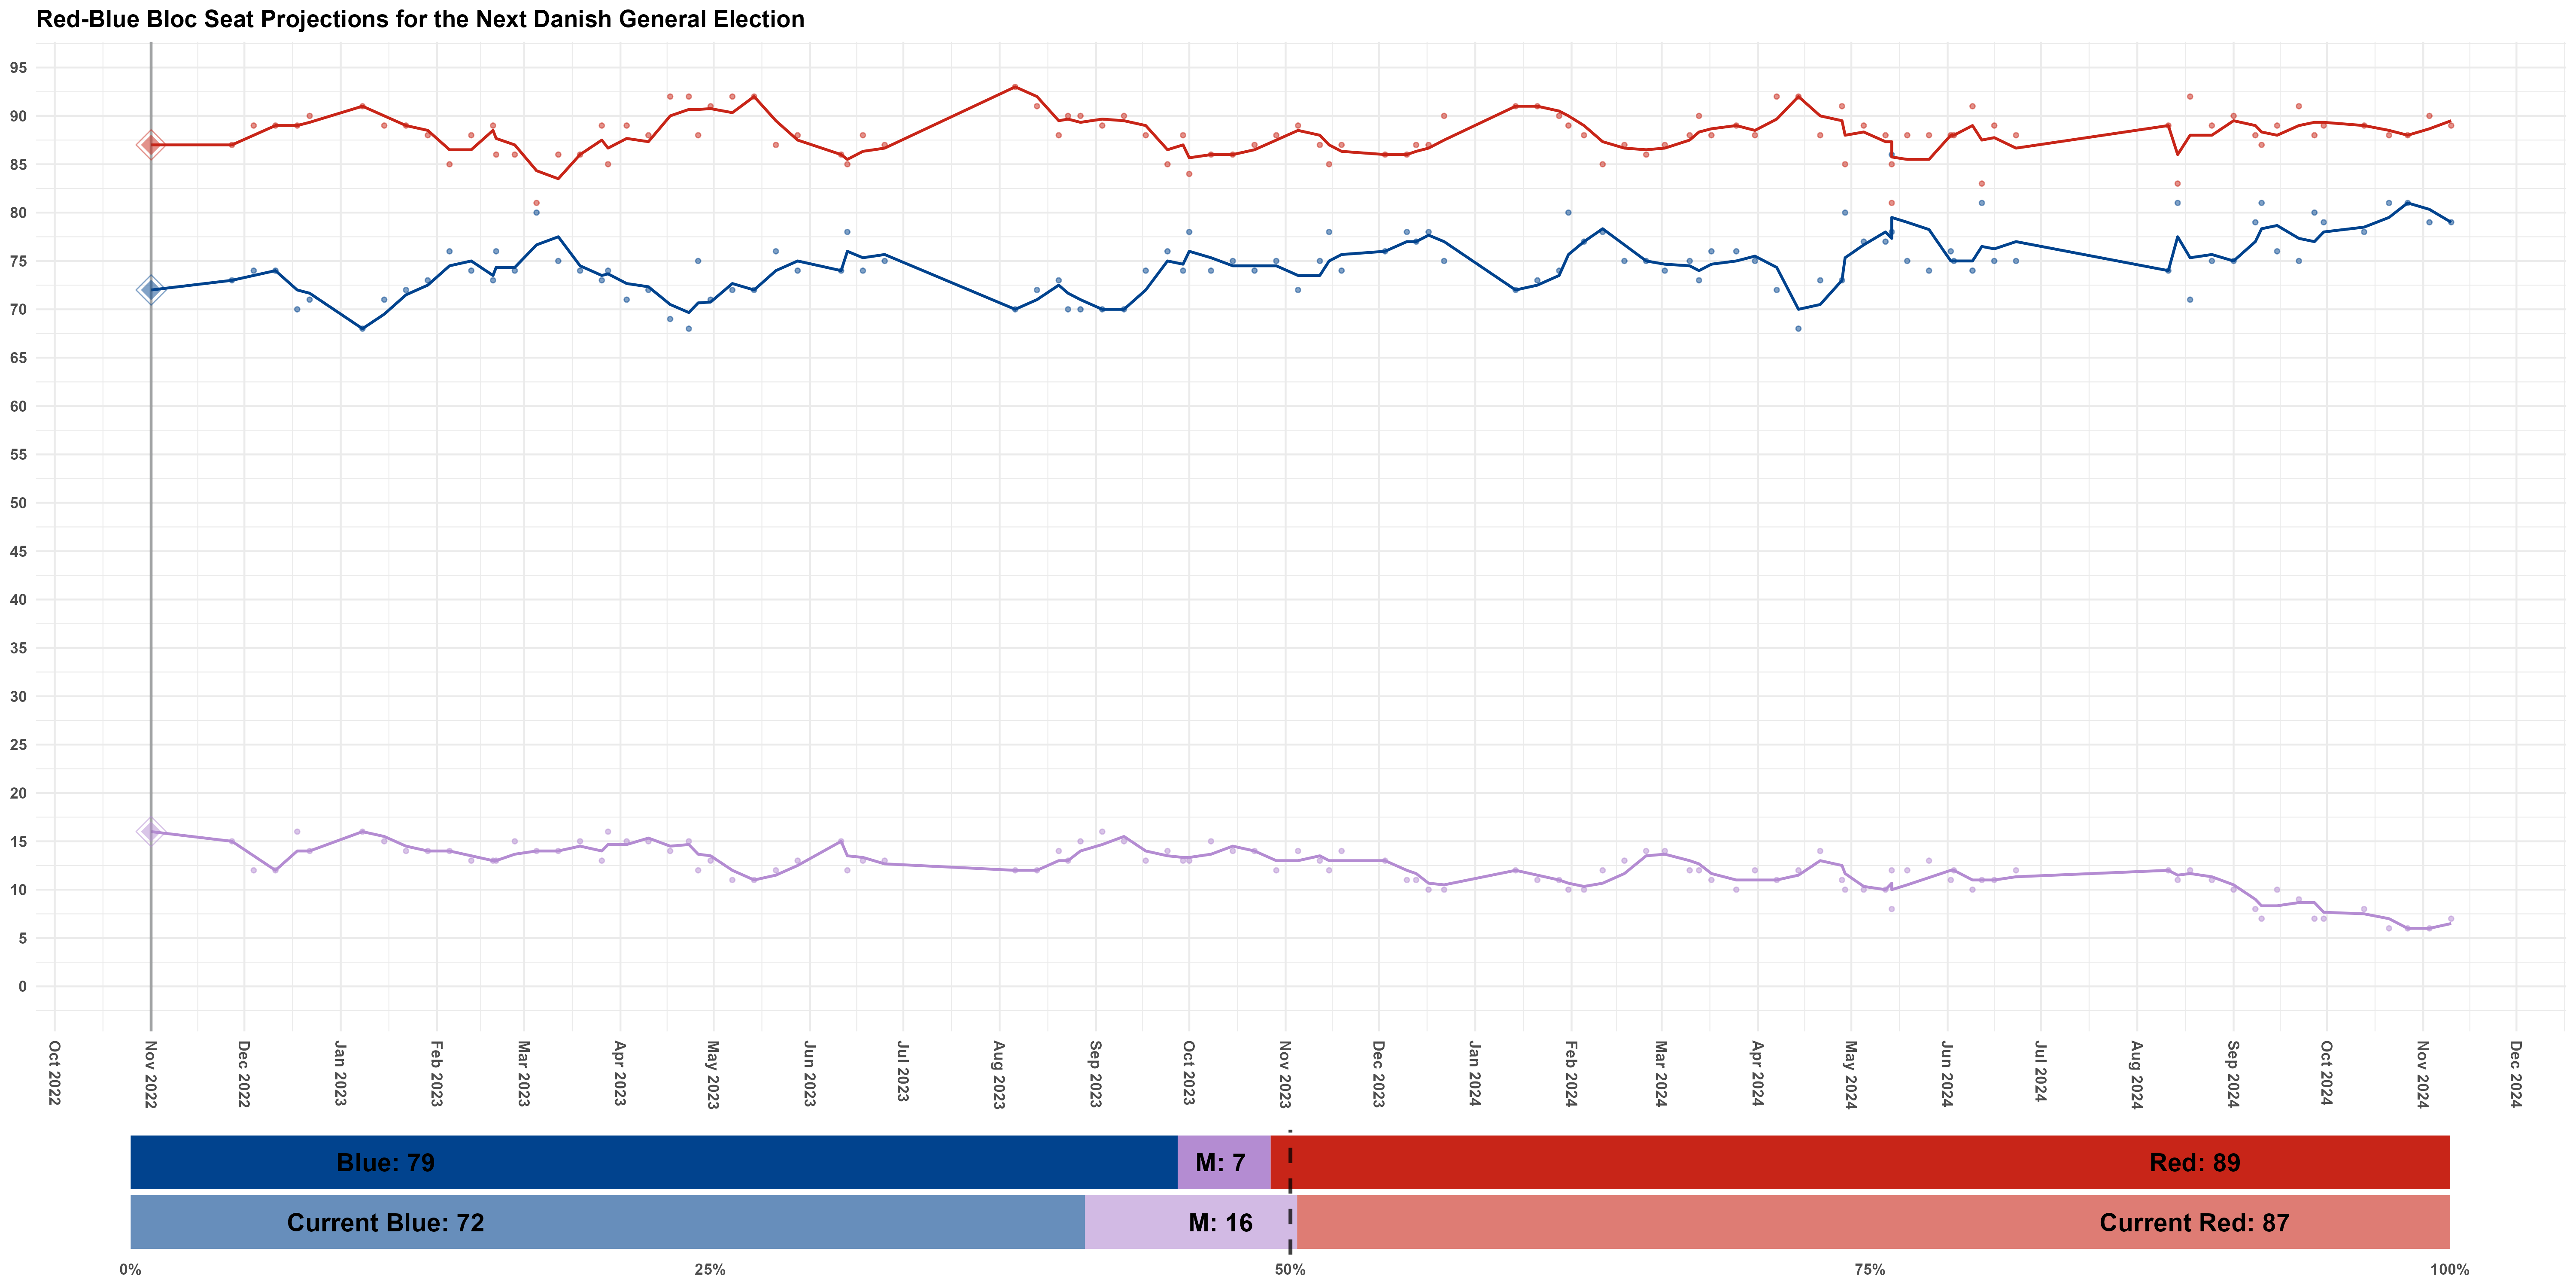 Red-Blue Bloc Seat Projections for the Next Danish General Election
95
90
85
80
75
70
65
60
55
50
45
40
35
30
25
20
15
10
5
0
Oct 2022
Nov 2022
Dec 2022
Jan 2023
Feb 2023
Mar 2023
Apr 2023
May 2023
Jun 2023
Jul 2023
Aug 2023
Sep 2023
Oct 2023
Nov 2023
Dec 2023
Jan 2024
Feb 2024
Mar 2024
Apr 2024
May 2024
Jun 2024
Jul 2024
Aug 2024
Sep 2024
Oct 2024
Nov 2024
Dec 2024
Blue: 79 M: 7 Red: 89
Current Blue: 72 M: 16 Current Red: 87
0% 25% 50% 75% 100%